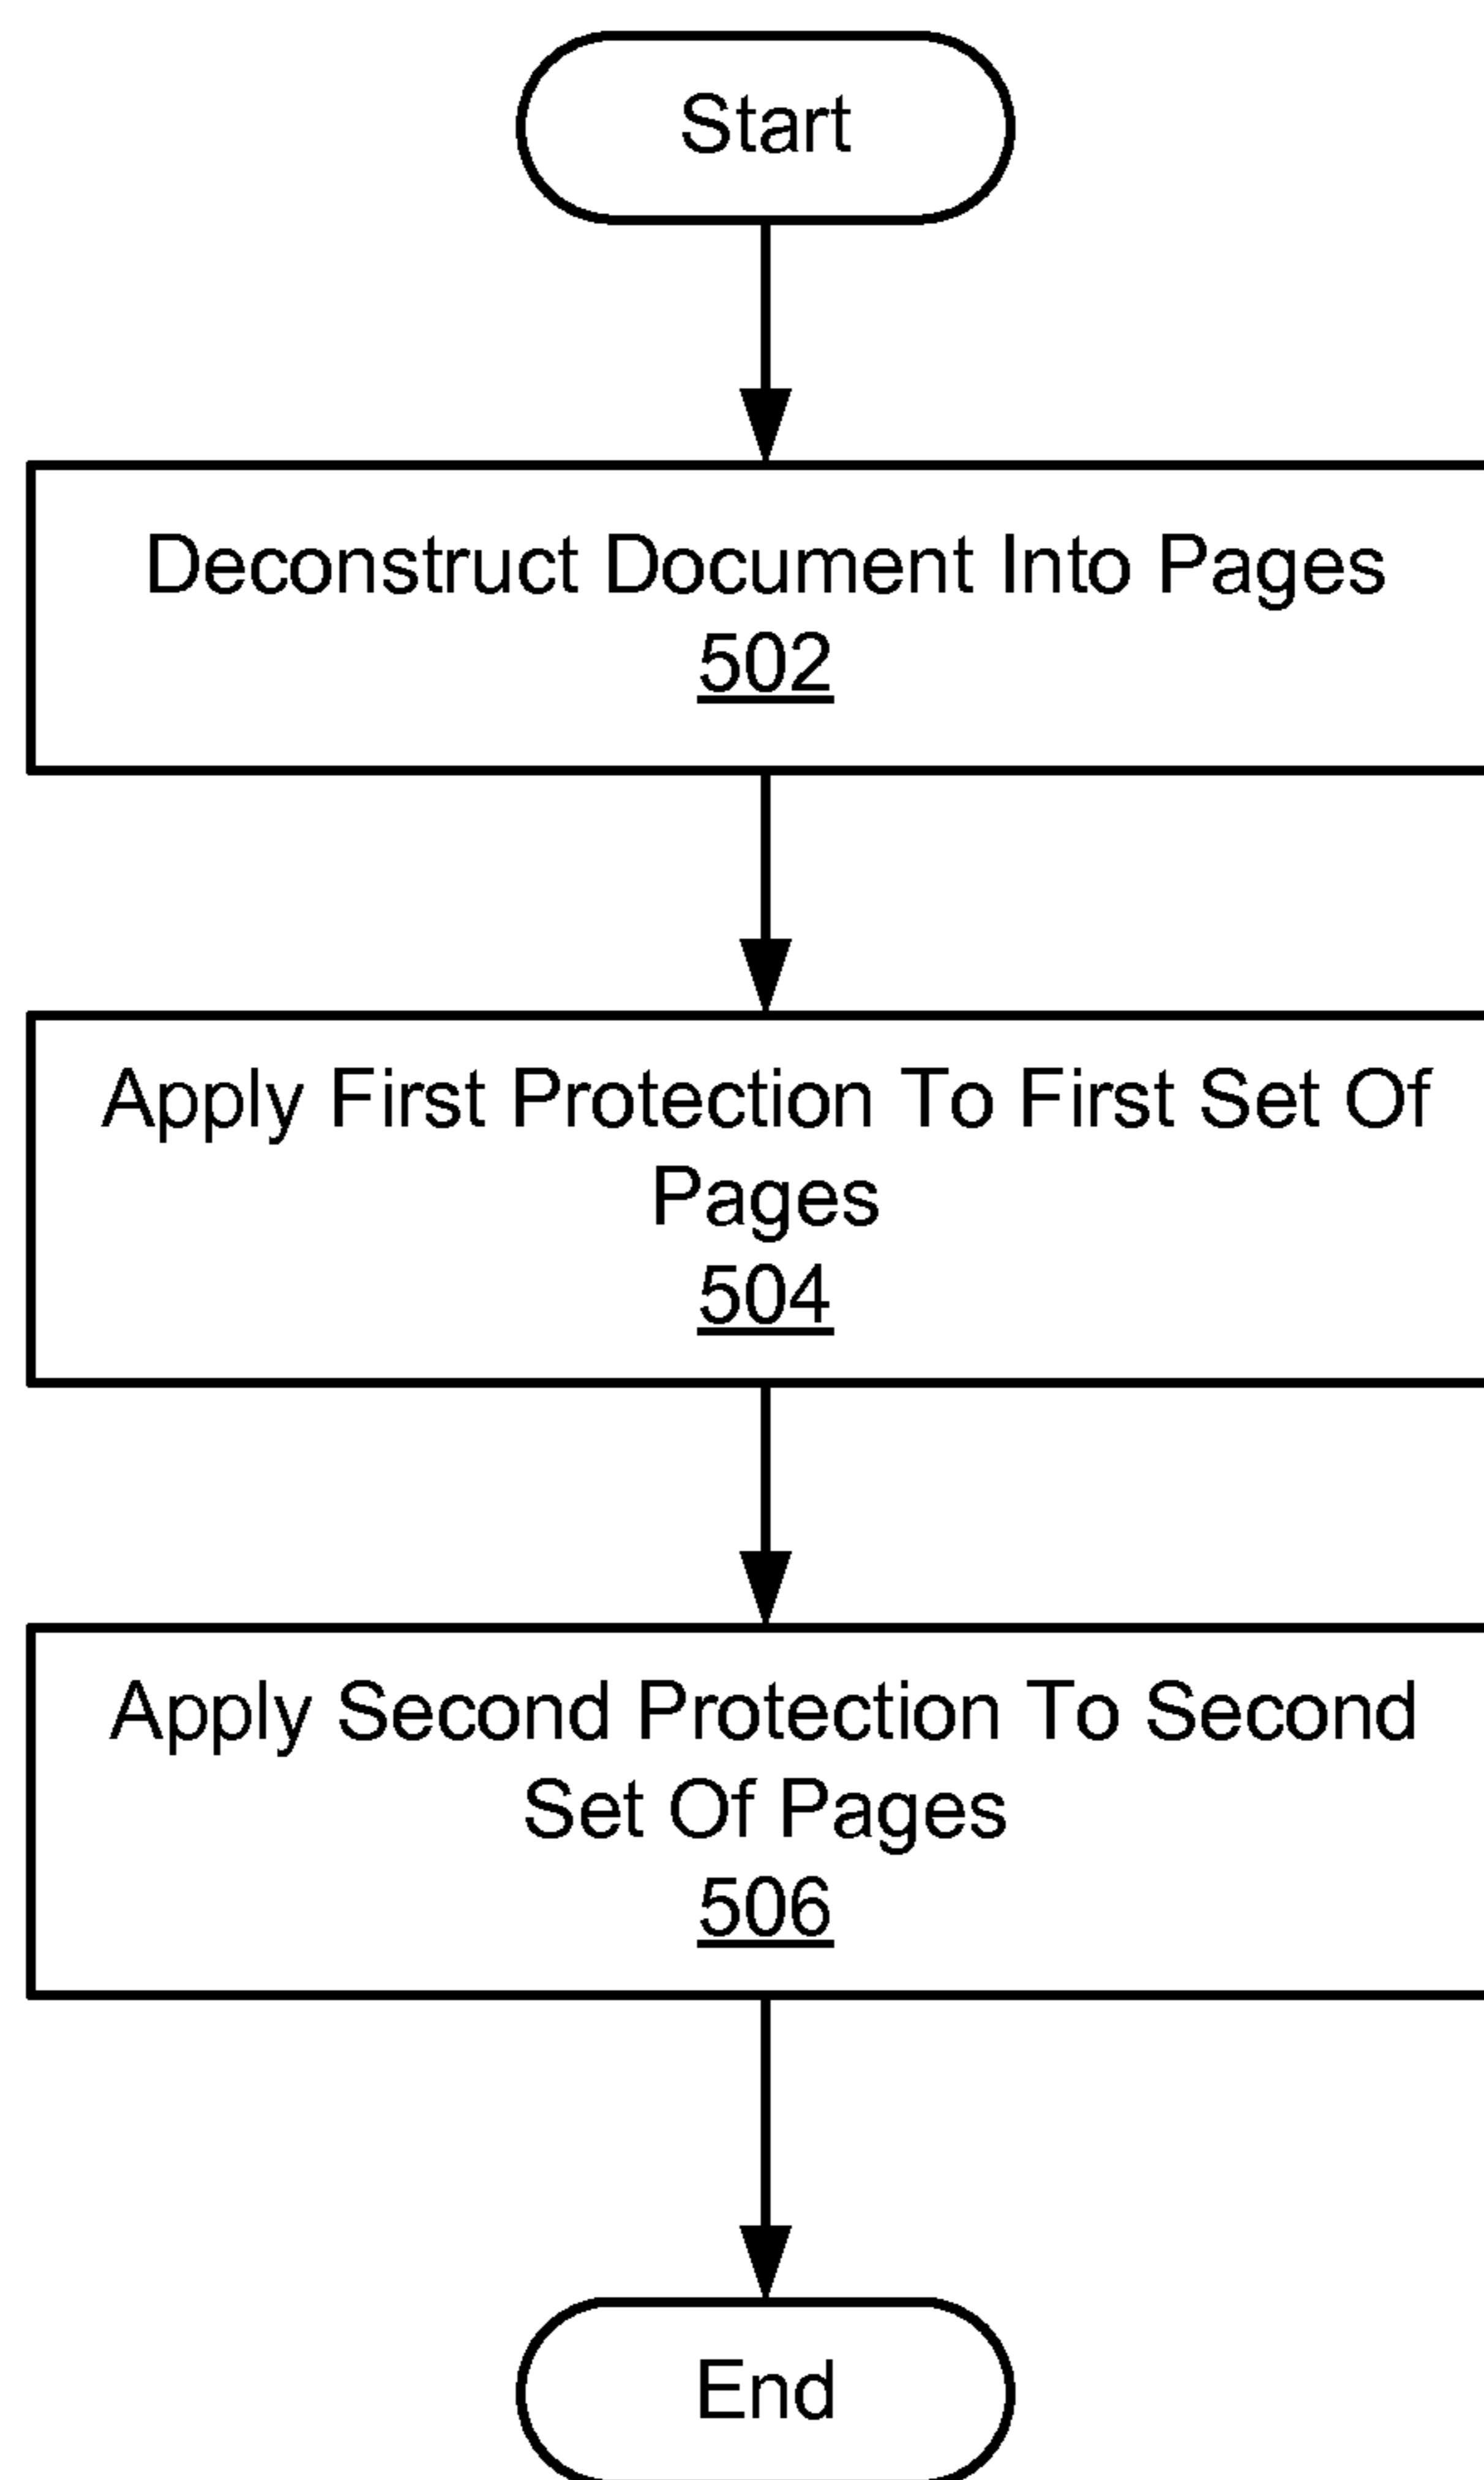 Start
Deconstruct Document Into Pages
502
Apply First Protection To First Set Of
Pages
504
Apply Second Protection To Second
Set Of Pages
506
End